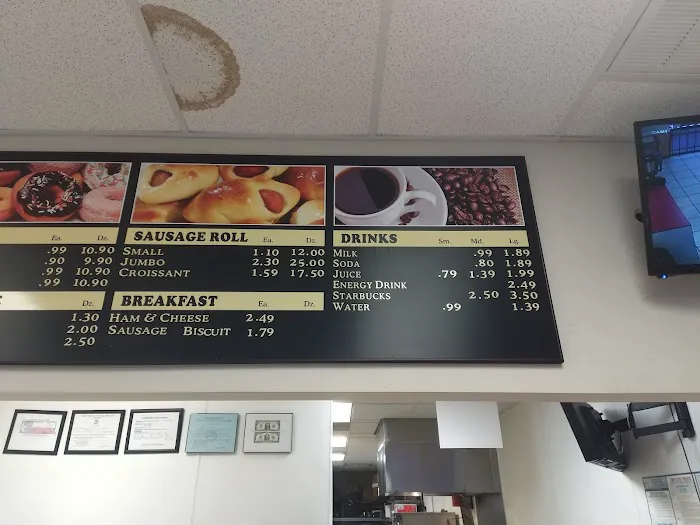 Ea. Dz.
.99 10.90
.90 9.90
.99 10.90
.99 10.90
Dz.
1.30
2.00
2.50
SAUSAGE ROLL Ea. Dz.
SMALL 1.10 12.00
JUMBO 2.30 25.00
CROISSANT 1.59 17.50
BREAKFAST Ea. Dz.
HAM & CHEESE 2.49
SAUSAGE BISCUIT 1.79
DRINKS Sm. Md. Lg.
MILK .99 1.89
SODA .80 1.89
JUICE .79 1.39 1.99
ENERGY DRINK 2.49
STARBUCKS 2.50 3.50
WATER .99 1.39